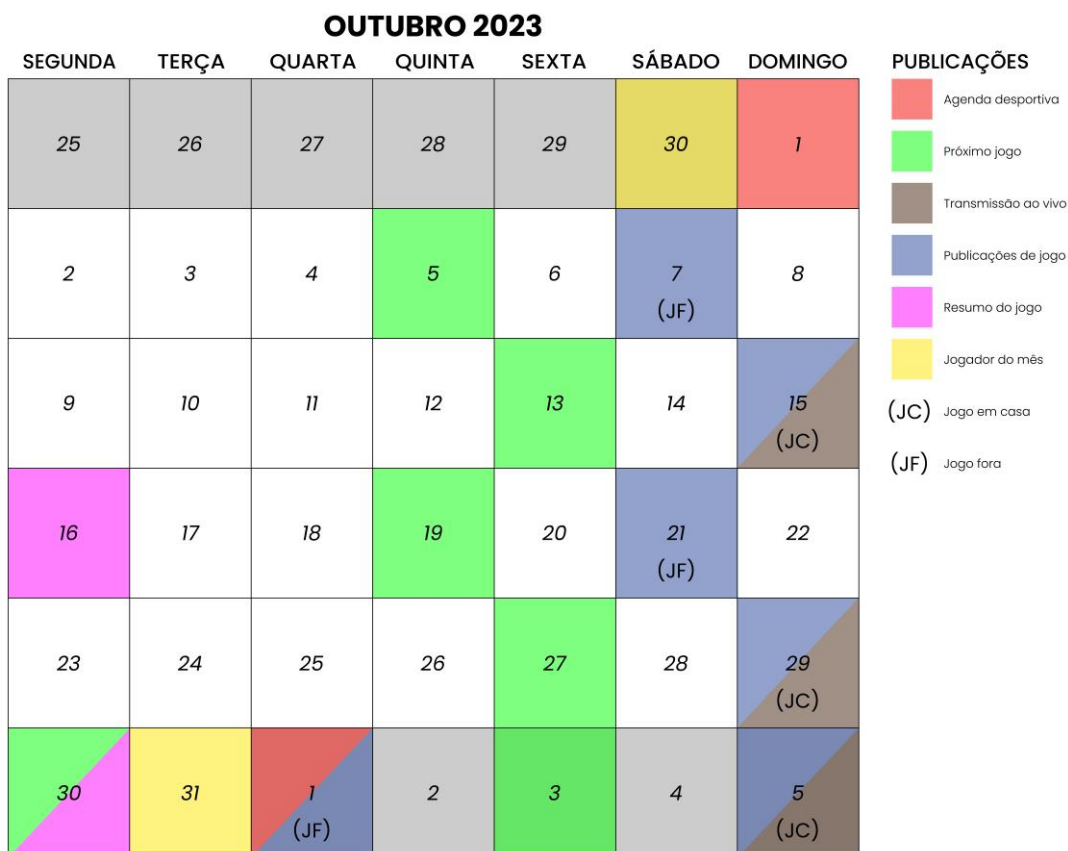 OUTUBRO 2023
SEGUNDA TERÇA QUARTA QUINTA SEXTA SÁBADO DOMINGO
25 26 27 28 29 30 1
2 3 4 5 6 7 8
(JF)
9 10 11 12 13 14 15
(JC)
16 17 18 19 20 21 22
(JF)
23 24 25 26 27 28 29
(JC)
30 31 1 2 3 4 5
(JF) (JC)
PUBLICAÇÕES
Agenda desportiva
Próximo jogo
Transmissão ao vivo
Publicações de jogo
Resumo do jogo
Jogador do mês
(JC) Jogo em casa
(JF) Jogo fora